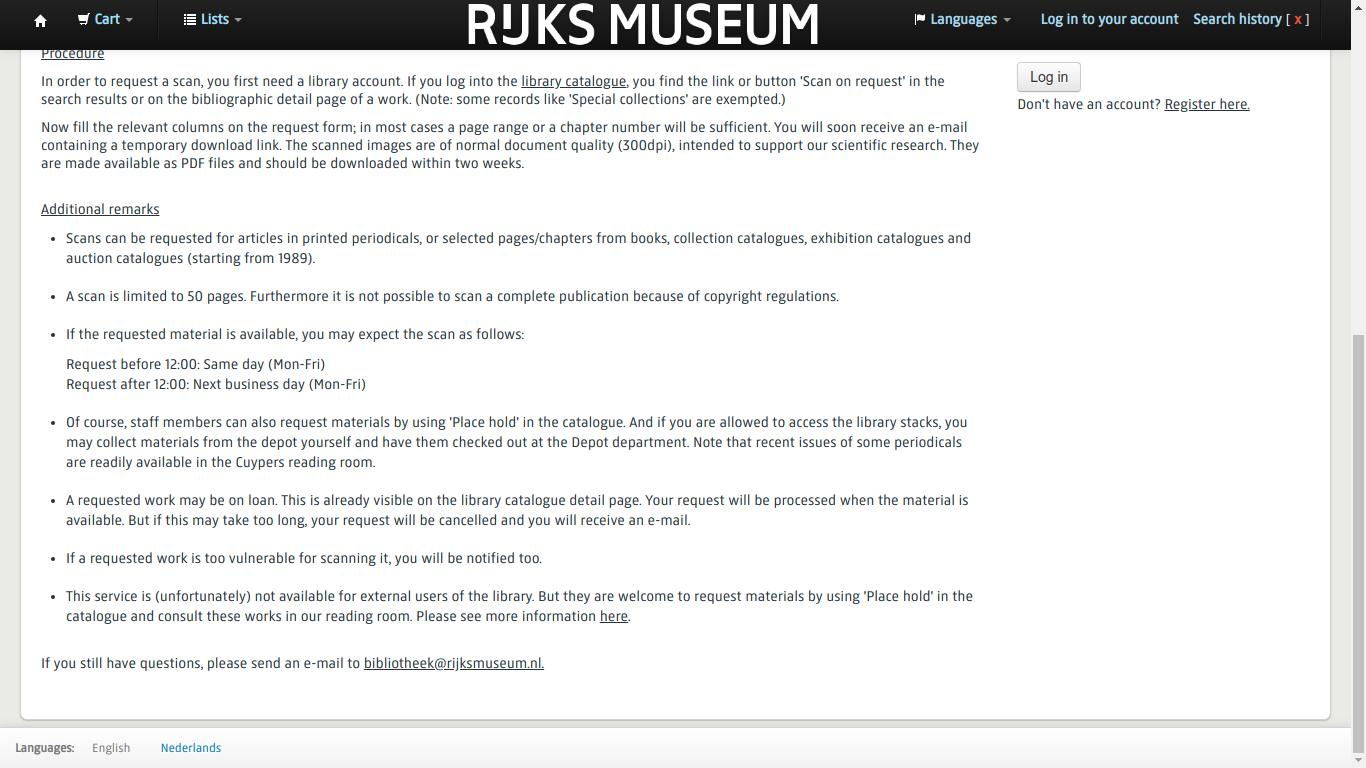 Cart
Lists
RIJKS MUSEUM
Languages
Log in to your account
Search history [ x ]
Procedure
In order to request a scan, you first need a library account. If you log into the library catalogue, you find the link or button 'Scan on request' in the
search results or on the bibliographic detail page of a work. (Note: some records like 'Special collections' are exempted.)
Now fill the relevant columns on the request form; in most cases a page range or a chapter number will be sufficient. You will soon receive an e-mail
containing a temporary download link. The scanned images are of normal document quality (300dpi), intended to support our scientific research. They
are made available as PDF files and should be downloaded within two weeks.
Additional remarks
• Scans can be requested for articles in printed periodicals, or selected pages/chapters from books, collection catalogues, exhibition catalogues and
auction catalogues (starting from 1989).
• A scan is limited to 50 pages. Furthermore it is not possible to scan a complete publication because of copyright regulations.
• If the requested material is available, you may expect the scan as follows:
Request before 12:00: Same day (Mon-Fri)
Request after 12:00: Next business day (Mon-Fri)
• Of course, staff members can also request materials by using 'Place hold' in the catalogue. And if you are allowed to access the library stacks, you
may collect materials from the depot yourself and have them checked out at the Depot department. Note that recent issues of some periodicals
are readily available in the Cuypers reading room.
• A requested work may be on loan. This is already visible on the library catalogue detail page. Your request will be processed when the material is
available. But if this may take too long, your request will be cancelled and you will receive an e-mail.
• If a requested work is too vulnerable for scanning it, you will be notified too.
• This service is (unfortunately) not available for external users of the library. But they are welcome to request materials by using 'Place hold' in the
catalogue and consult these works in our reading room. Please see more information here.
If you still have questions, please send an e-mail to bibliotheek@rijksmuseum.nl.
Log in
Don't have an account? Register here.
Languages: English Nederlands